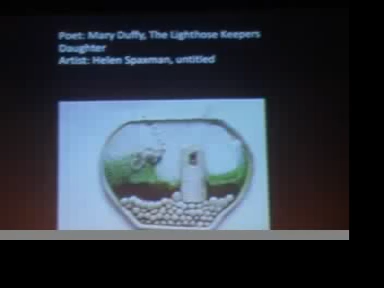 Poet: Mary Duffy, The Lighthose Keepers
Daughter
Artist: Helen Spaxman, untitled